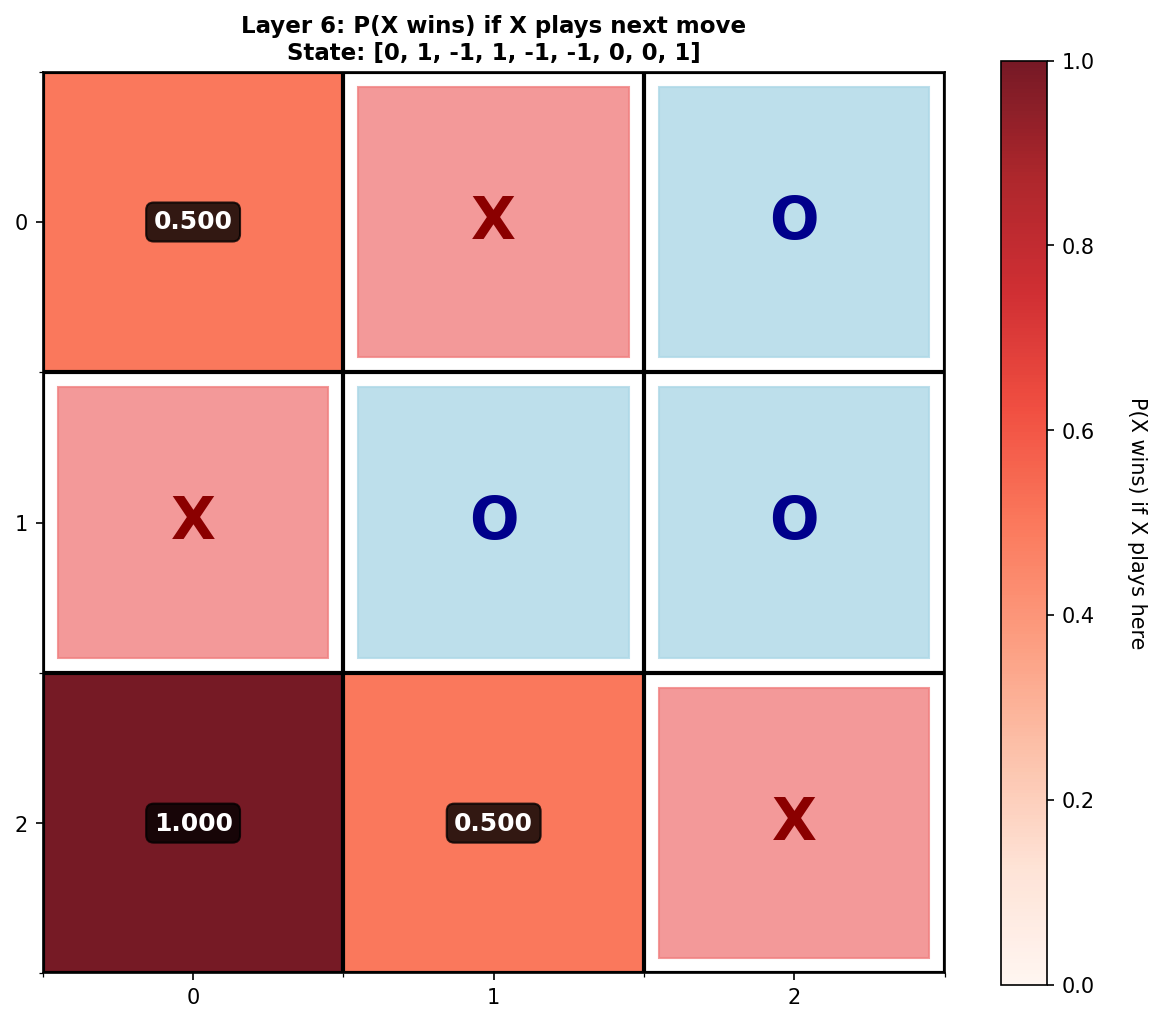 Layer 6: P(X wins) if X plays next move
State: [0, 1, -1, 1, -1, -1, 0, 0, 1]
0 0.500 X O
1 X O O
2 1.000 0.500 X
0 1 2
1.0
0.8
0.6
0.4
0.2
0.0
P(X wins) if X plays here